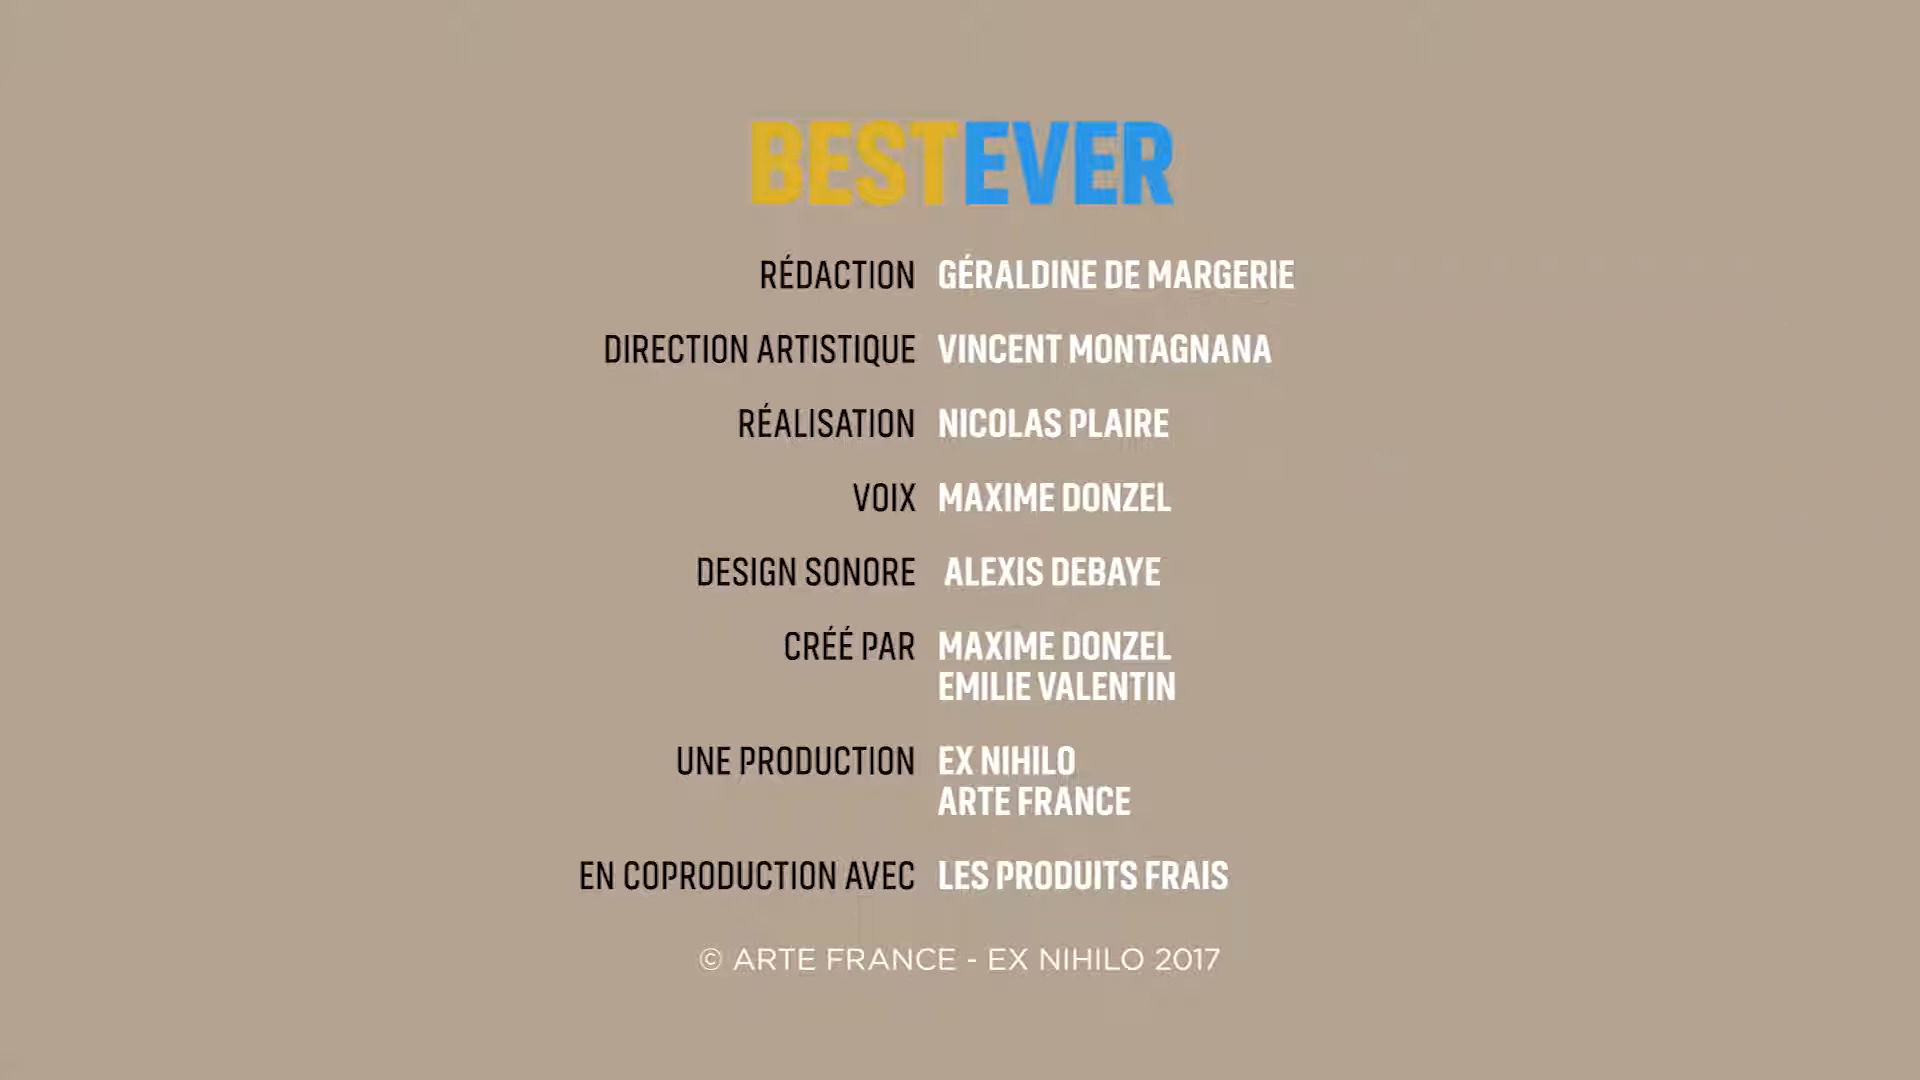 BESTEVER
RÉDACTION GÉRALDINE DE MARGERIE
DIRECTION ARTISTIQUE VINCENT MONTAGNANA
RÉALISATION NICOLAS PLAIRE
VOIX MAXIME DONZEL
DESIGN SONORE ALEXIS DEBAYE
CRÉÉ PAR MAXIME DONZEL
EMILIE VALENTIN
UNE PRODUCTION EX NIHILO
ARTE FRANCE
EN COPRODUCTION AVEC LES PRODUITS FRAIS
© ARTE FRANCE - EX NIHILO 2017